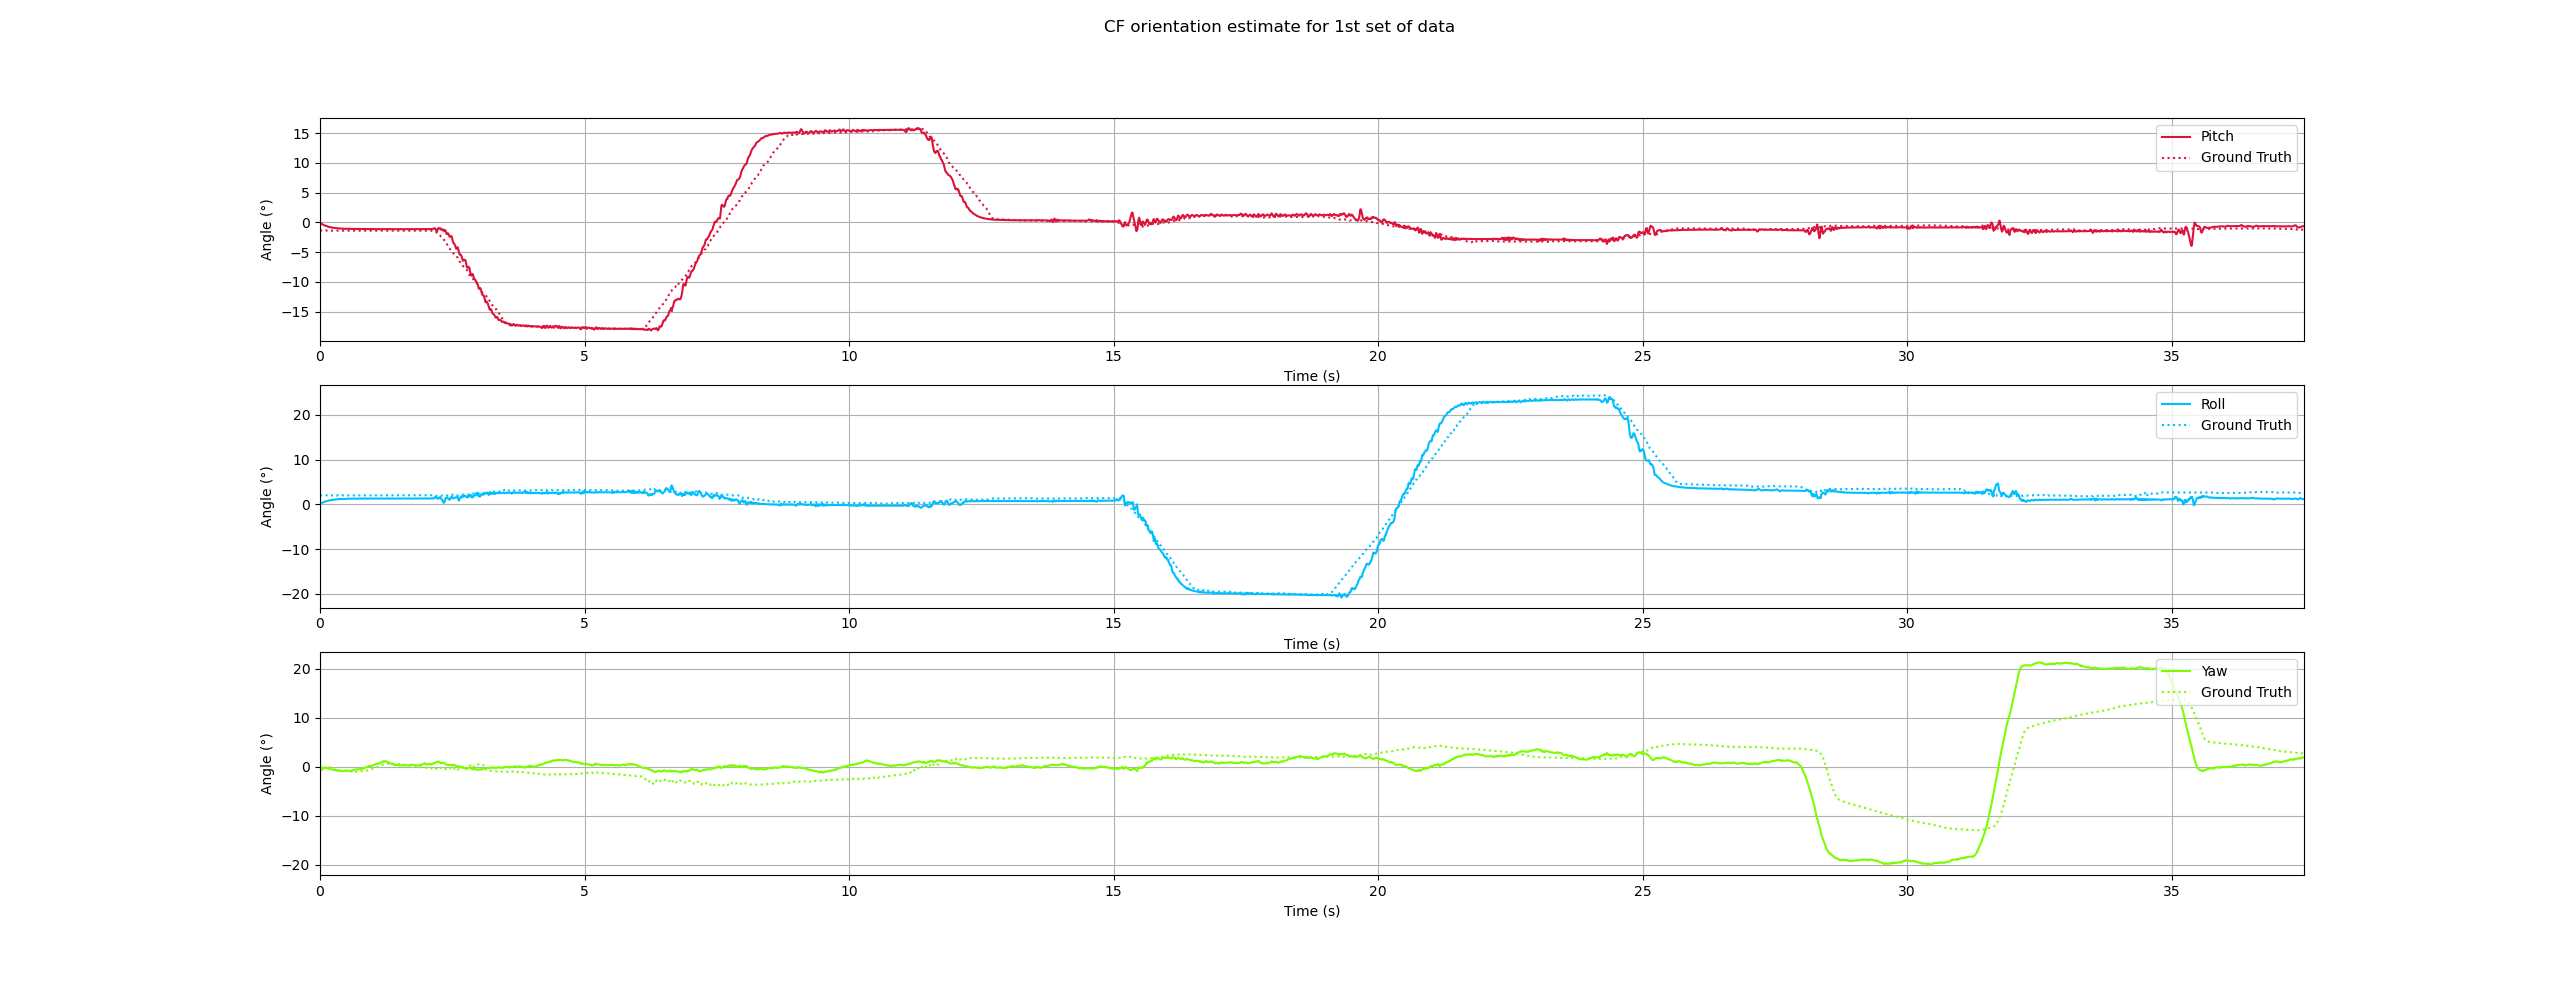 CF orientation estimate for 1st set of data
Angle (°)
15
10
5
0
−5
−10
−15
Pitch
Ground Truth
0 5 10 15 20 25 30 35
Time (s)
Angle (°)
20
10
0
−10
−20
Roll
Ground Truth
0 5 10 15 20 25 30 35
Time (s)
Angle (°)
20
10
0
−10
−20
Yaw
Ground Truth
0 5 10 15 20 25 30 35
Time (s)